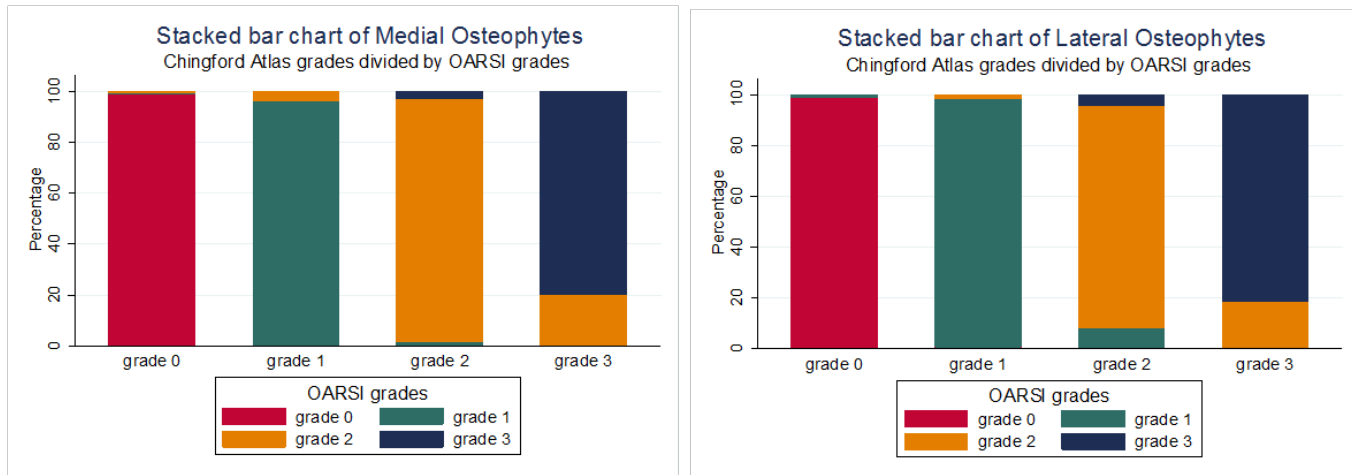 Stacked bar chart of Medial Osteophytes
Chingford Atlas grades divided by OARSI grades
Percentage
100
80
60
40
20
0
grade 0 grade 1 grade 2 grade 3
OARSI grades
grade 0 grade 1
grade 2 grade 3
Stacked bar chart of Lateral Osteophytes
Chingford Atlas grades divided by OARSI grades
Percentage
100
80
60
40
20
0
grade 0 grade 1 grade 2 grade 3
OARSI grades
grade 0 grade 1
grade 2 grade 3